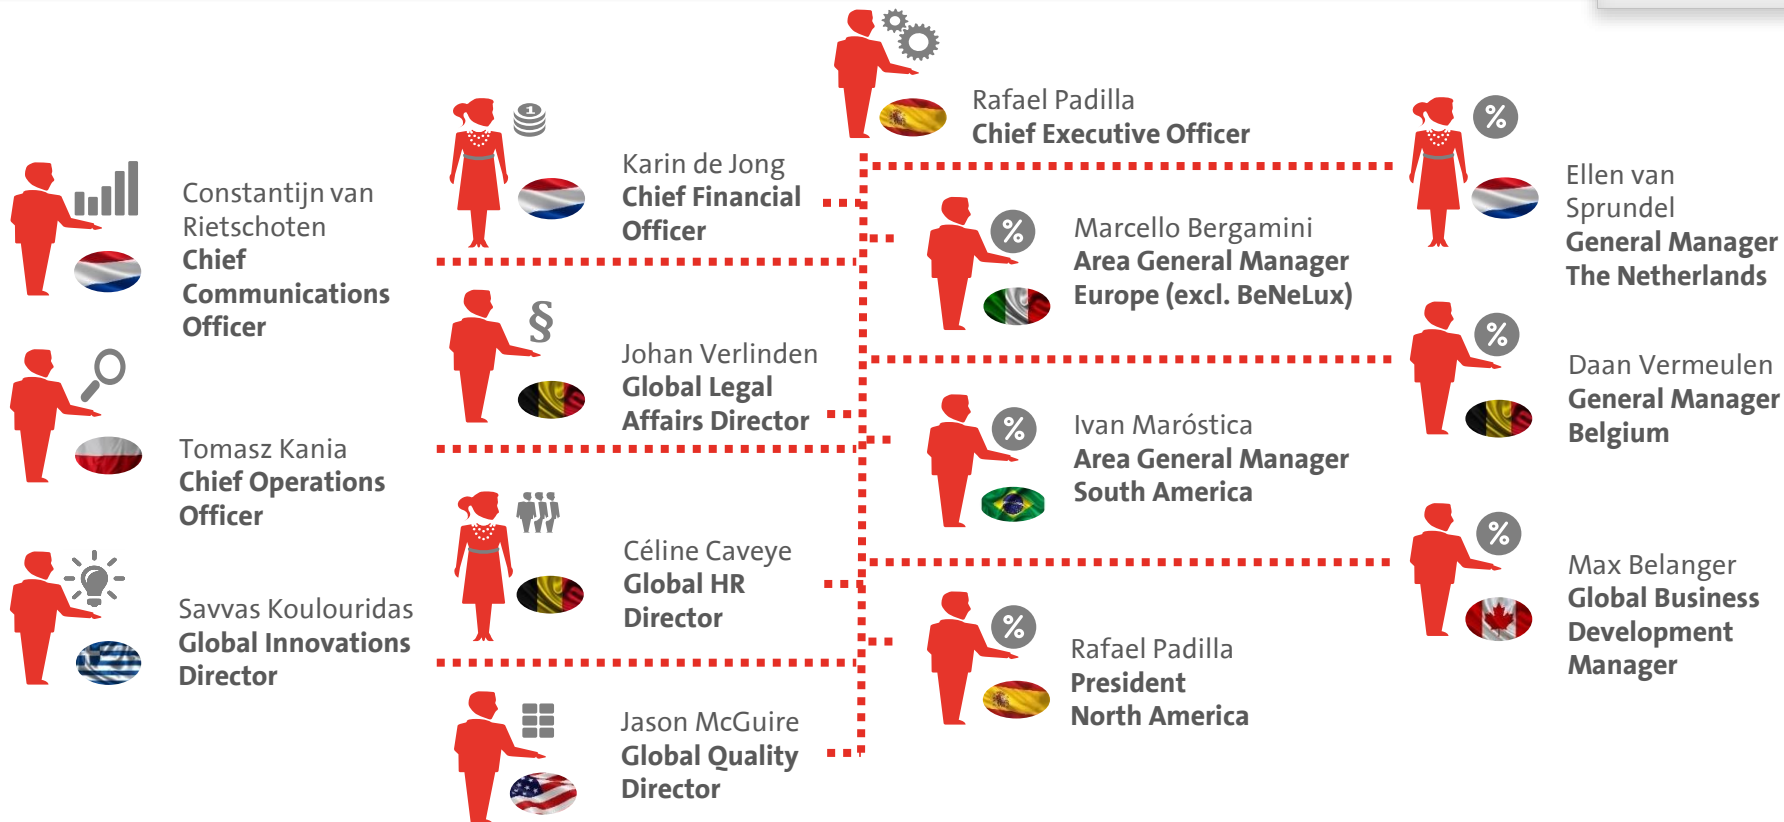 Rafael Padilla
Chief Executive Officer
Constantijn van
Rietschoten
Chief
Communications
Officer
Tomasz Kania
Chief Operations
Officer
Savvas Koulouridas
Global Innovations
Director
1
Karin de Jong
Chief Financial
Officer
§
Johan Verlinden
Global Legal
Affairs Director
Céline Caveye
Global HR
Director
Jason McGuire
Global Quality
Director
%
Marcello Bergamini
Area General Manager
Europe (excl. BeNeLux)
%
Ivan Maróstica
Area General Manager
South America
%
Rafael Padilla
President
North America
%
Ellen van
Sprundel
General Manager
The Netherlands
%
Daan Vermeulen
General Manager
Belgium
%
Max Belanger
Global Business
Development
Manager